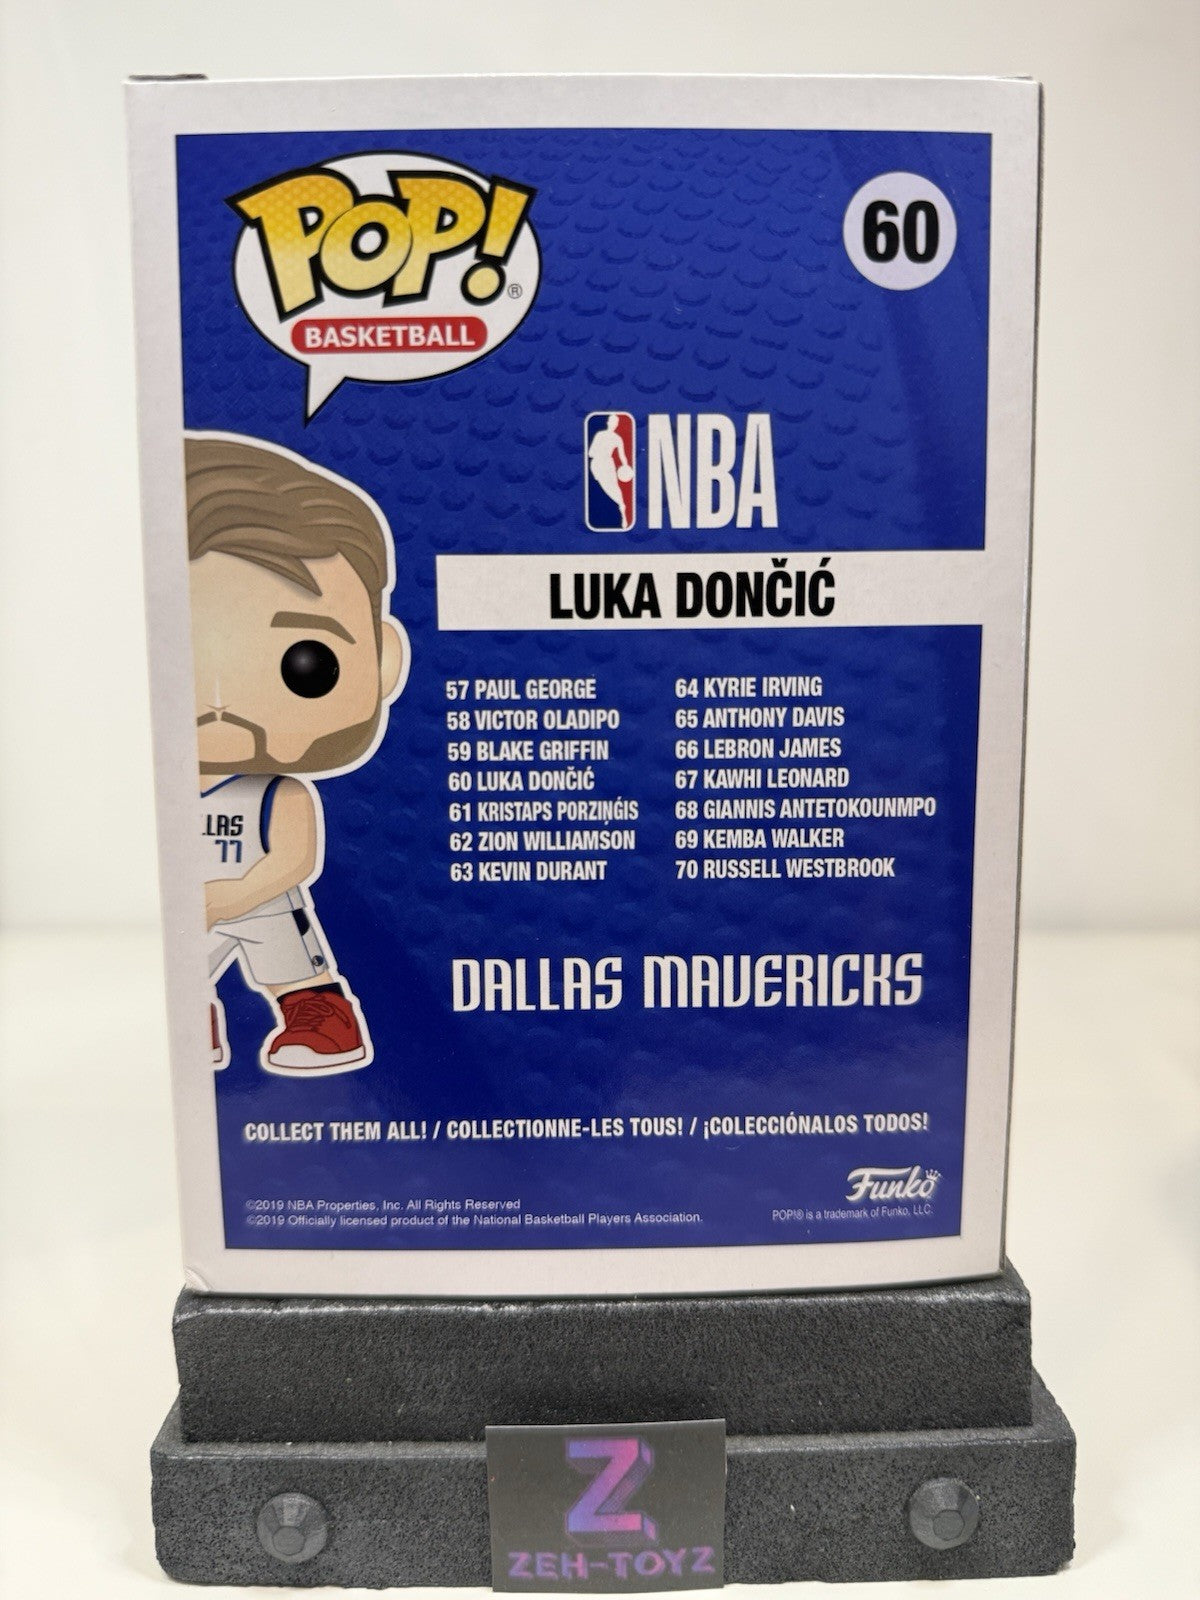 POP!®
BASKETBALL
60
NBA
LUKA DONČIĆ
57 PAUL GEORGE
58 VICTOR OLADIPO
59 BLAKE GRIFFIN
60 LUKA DONČIĆ
61 KRISTAPS PORZIŅĢIS
62 ZION WILLIAMSON
63 KEVIN DURANT
64 KYRIE IRVING
65 ANTHONY DAVIS
66 LEBRON JAMES
67 KAWHI LEONARD
68 GIANNIS ANTETOKOUNMPO
69 KEMBA WALKER
70 RUSSELL WESTBROOK
LLAS
77
DALLAS MAVERICKS
COLLECT THEM ALL! / COLLECTIONNE-LES TOUS! / ¡COLECCIÓNALOS TODOS!
Funko
©2019 NBA Properties, Inc. All Rights Reserved
©2019 Officially licensed product of the National Basketball Players Association.
POP!® is a trademark of Funko, LLC.
Z
ZEH-TOYZ